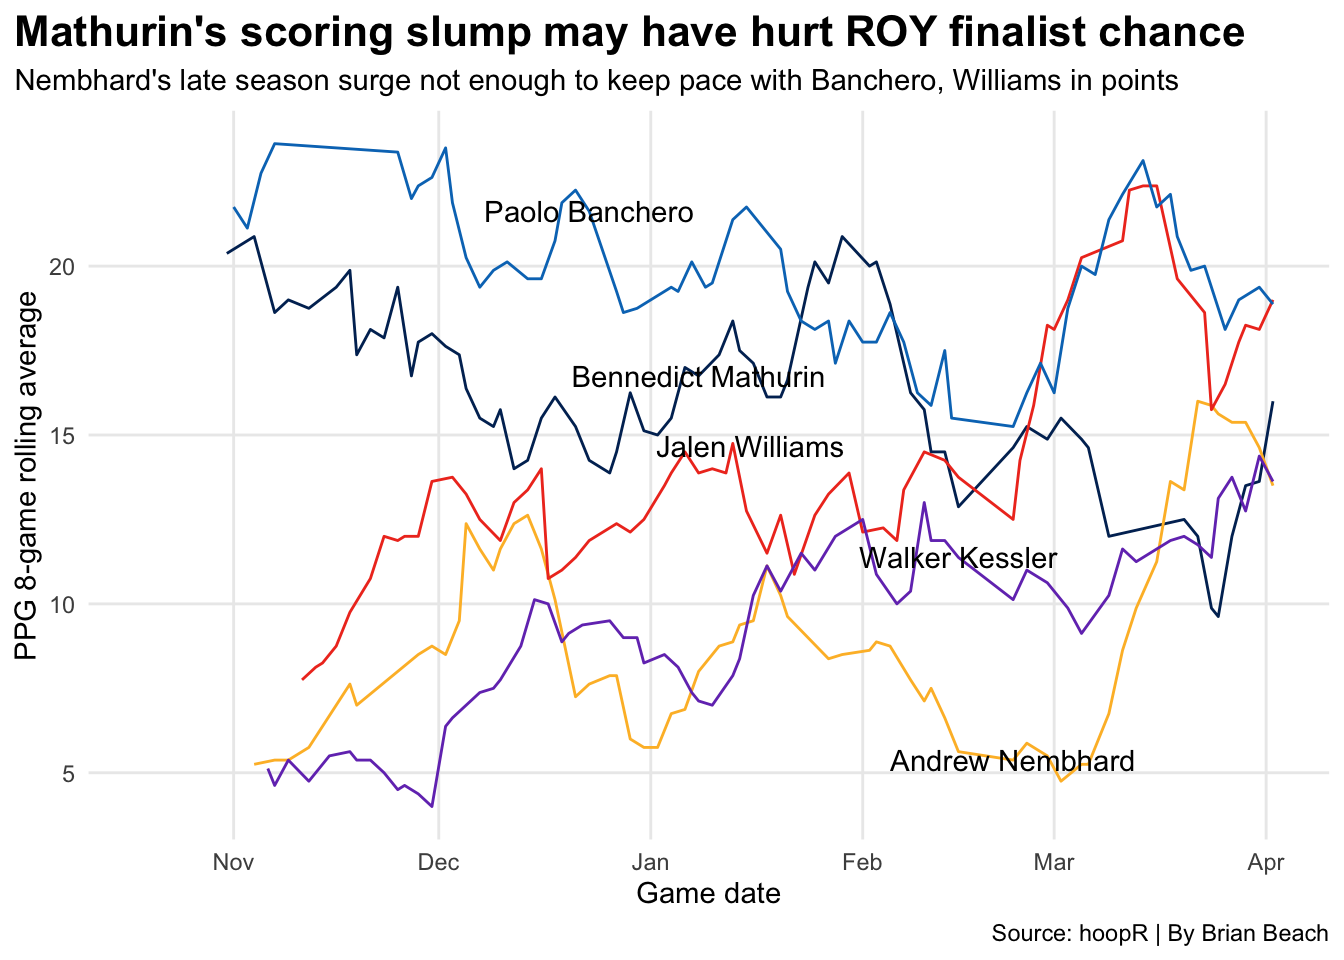 Mathurin's scoring slump may have hurt ROY finalist chance
Nembhard's late season surge not enough to keep pace with Banchero, Williams in points
PPG 8-game rolling average
20
15
10
5
Paolo Banchero
Bennedict Mathurin
Jalen Williams
Walker Kessler
Andrew Nembhard
Nov Dec Jan Feb Mar Apr
Game date
Source: hoopR | By Brian Beach